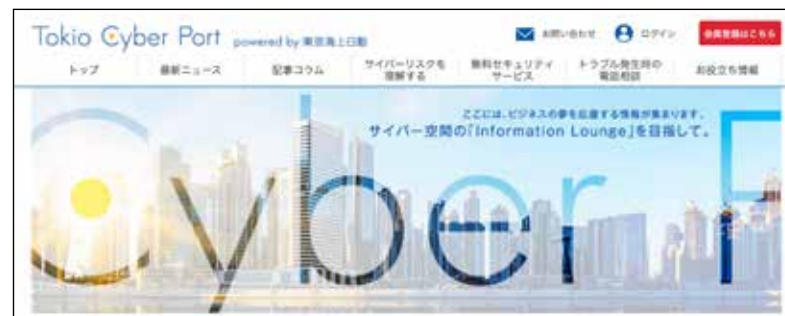 Tokio Cyber Port powered by 東京海上日動
お問い合わせ
ログイン
会員登録はこちら
トップ
最新ニュース
記事コラム
サイバーリスクを
理解する
無料セキュリティ
サービス
トラブル発生時の
電話相談
お役立ち情報
ここには、ビジネスの夢を応援する情報が集まります。
サイバー空間の「Information Lounge」を目指して。
Cyber P